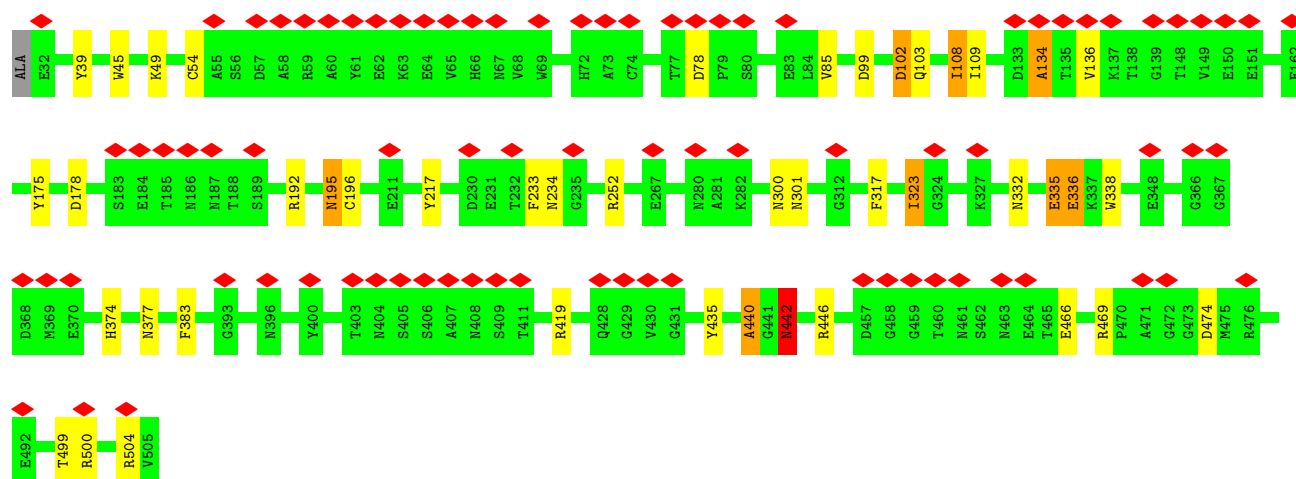 ALA E32 Y39 W45 K49 C54 A55 S56 D57 A58 R59 A60 Y61 E62 K63 E64 V65 H66 N67 V68 W69 H72 A73 C74 T77 D78 P79 S80 E83 L84 V85 D99 D102 Q103 I108 I109 D133 A134 T135 V136 K137 T138 G139 T148 V149 E150 E151 E162
Y175 D178 S183 E184 T185 N186 N187 T188 S189 R192 N195 C196 E211 Y217 D230 E231 T232 F233 N234 G235 R252 E267 N280 A281 K282 N300 N301 G312 F317 I323 G324 K327 N332 E335 E336 K337 W338 E348 G366 G367
D368 M369 E370 H374 N377 F383 G393 N396 Y400 T403 N404 S405 S406 A407 N408 S409 T411 R419 Q428 G429 V430 G431 Y435 A440 G441 N442 R446 D457 G458 G459 T460 N461 S462 N463 E464 T465 E466 R469 P470 A471 G472 G473 D474 M475 R476
E492 T499 R500 R504 V505